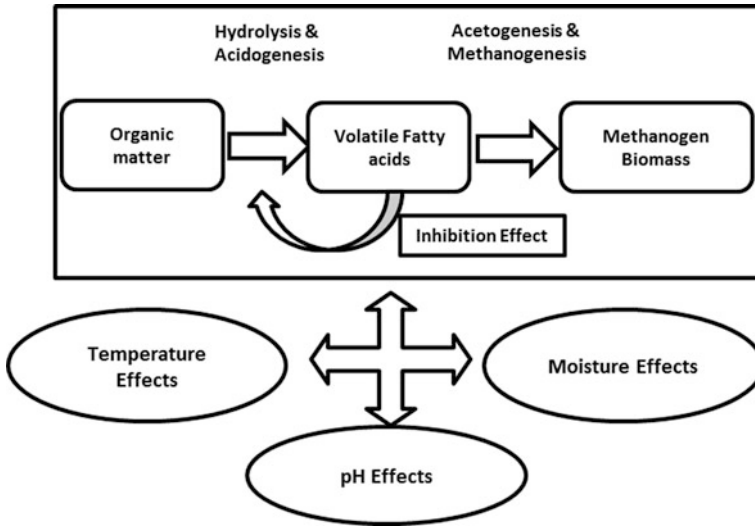 Hydrolysis &
Acidogenesis
Acetogenesis &
Methanogenesis
Organic
matter
Volatile Fatty
acids
Methanogen
Biomass
Inhibition Effect
Temperature
Effects
Moisture Effects
pH Effects